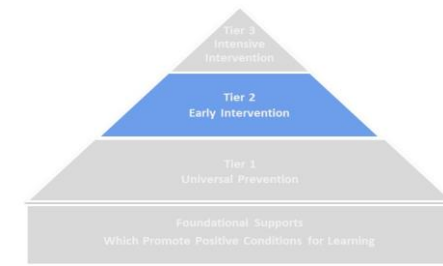 Tier 3
Intensive
Intervention
Tier 2
Early Intervention
Tier 1
Universal Prevention
Foundational Supports
Which Promote Positive Conditions for Learning